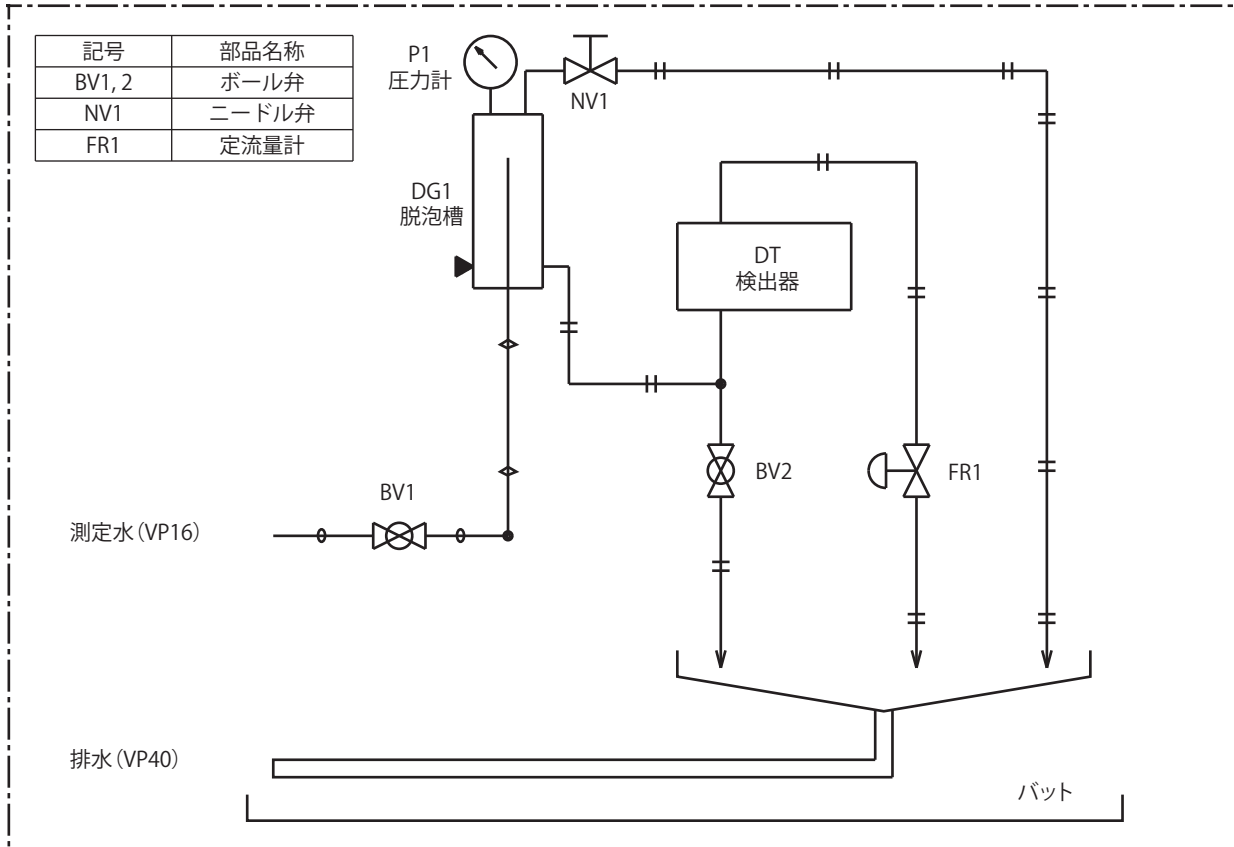 記号 部品名称
BV1, 2 ボール弁
NV1 ニードル弁
FR1 定流量計
P1
圧力計
NV1
DG1
脱泡槽
DT
検出器
BV2
FR1
BV1
測定水(VP16)
排水(VP40)
バット